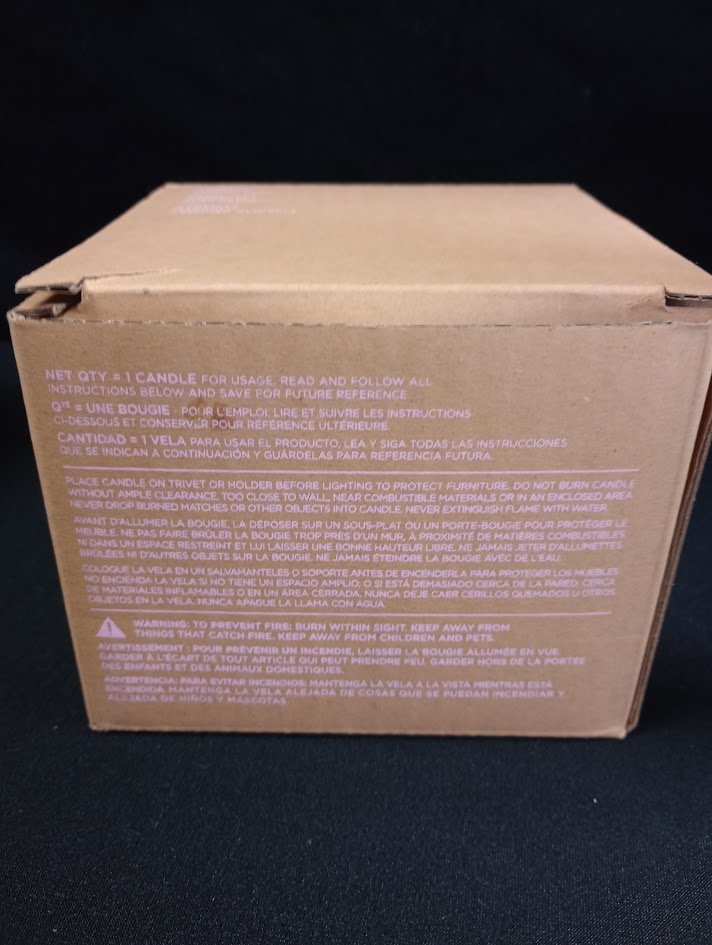 NET QTY = 1 CANDLE FOR USAGE, READ AND FOLLOW ALL
INSTRUCTIONS BELOW AND SAVE FOR FUTURE REFERENCE
QTÉ = UNE BOUGIE - POUR L'EMPLOI, LIRE ET SUIVRE LES INSTRUCTIONS
CI-DESSOUS ET CONSERVER POUR RÉFÉRENCE ULTÉRIEURE.
CANTIDAD = 1 VELA PARA USAR EL PRODUCTO, LEA Y SIGA TODAS LAS INSTRUCCIONES
QUE SE INDICAN A CONTINUACIÓN Y GUÁRDELAS PARA REFERENCIA FUTURA.
PLACE CANDLE ON TRIVET OR HOLDER BEFORE LIGHTING TO PROTECT FURNITURE. DO NOT BURN CANDLE
WITHOUT AMPLE CLEARANCE, TOO CLOSE TO WALL, NEAR COMBUSTIBLE MATERIALS OR IN AN ENCLOSED AREA
NEVER DROP BURNED MATCHES OR OTHER OBJECTS INTO CANDLE. NEVER EXTINGUISH FLAME WITH WATER.
AVANT D'ALLUMER LA BOUGIE, LA DÉPOSER SUR UN SOUS-PLAT OU UN PORTE-BOUGIE POUR PROTÉGER LE
MEUBLE. NE PAS FAIRE BRÛLER LA BOUGIE TROP PRÈS D'UN MUR, À PROXIMITÉ DE MATIÈRES COMBUSTIBLES
NI DANS UN ESPACE RESTREINT ET LUI LAISSER UNE BONNE HAUTEUR LIBRE. NE JAMAIS JETER D'ALLUMETTES
BRÛLÉES NI D'AUTRES OBJETS SUR LA BOUGIE. NE JAMAIS ÉTEINDRE LA BOUGIE AVEC DE L'EAU.
COLOQUE LA VELA EN UN SALVAMANTELES O SOPORTE ANTES DE ENCENDERLA PARA PROTEGER LOS MUEBLES
NO ENCIENDA LA VELA SI NO TIENE UN ESPACIO AMPLIO, O SI ESTÁ DEMASIADO CERCA DE LA PARED, CERCA
DE MATERIALES INFLAMABLES O EN UN ÁREA CERRADA. NUNCA DEJE CAER CERILLOS QUEMADOS U OTROS
OBJETOS EN LA VELA. NUNCA APAGUE LA LLAMA CON AGUA.
WARNING: TO PREVENT FIRE: BURN WITHIN SIGHT. KEEP AWAY FROM
THINGS THAT CATCH FIRE. KEEP AWAY FROM CHILDREN AND PETS.
AVERTISSEMENT : POUR PRÉVENIR UN INCENDIE, LAISSER LA BOUGIE ALLUMÉE EN VUE
GARDER À L'ÉCART DE TOUT ARTICLE QUI PEUT PRENDRE FEU. GARDER HORS DE LA PORTÉE
DES ENFANTS ET DES ANIMAUX DOMESTIQUES.
ADVERTENCIA: PARA EVITAR INCENDIOS: MANTENGA LA VELA A LA VISTA MIENTRAS ESTÁ
ENCENDIDA. MANTENGA LA VELA ALEJADA DE COSAS QUE SE PUEDAN INCENDIAR Y
ALEJADA DE NIÑOS Y MASCOTAS.